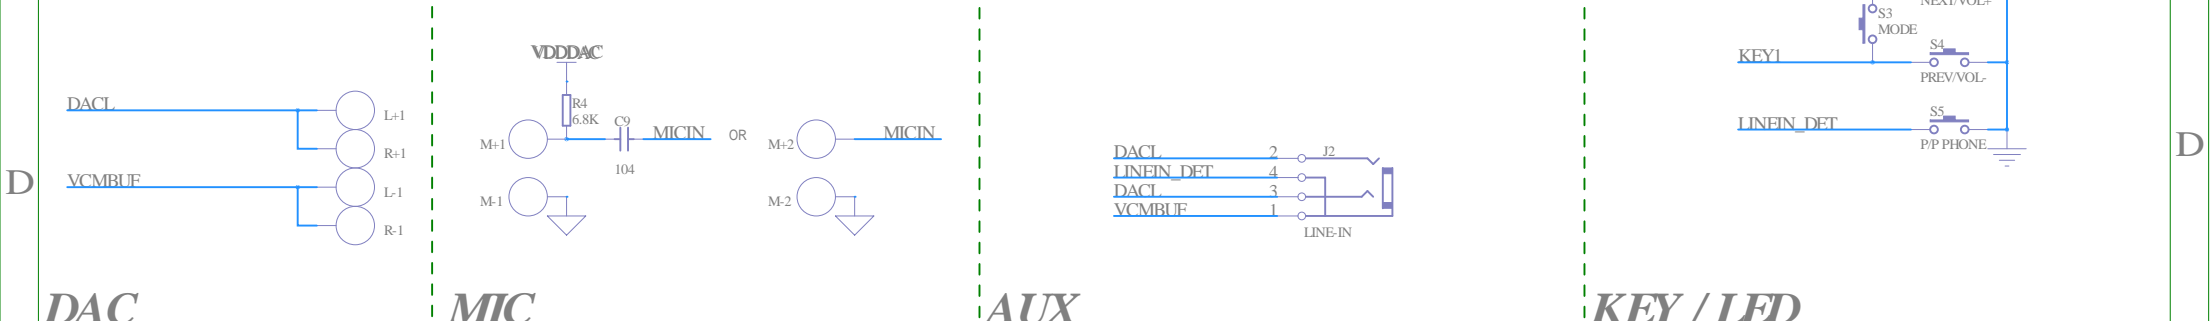 D
DACL
VCMBUF
L+1
R+1
L-1
R-1
DAC
VDDDAC
R4
6.8K
C9
104
M+1
MICIN
M-1
OR
M+2
MICIN
M-2
MIC
DACL 2
LINEIN_DET 4
DACL 3
VCMBUF 1
J2
LINE-IN
AUX
NEXT/VOL+
S3
MODE
KEY1
S4
PREV/VOL-
LINEIN_DET
S5
P/P PHONE
KEY / LED
D